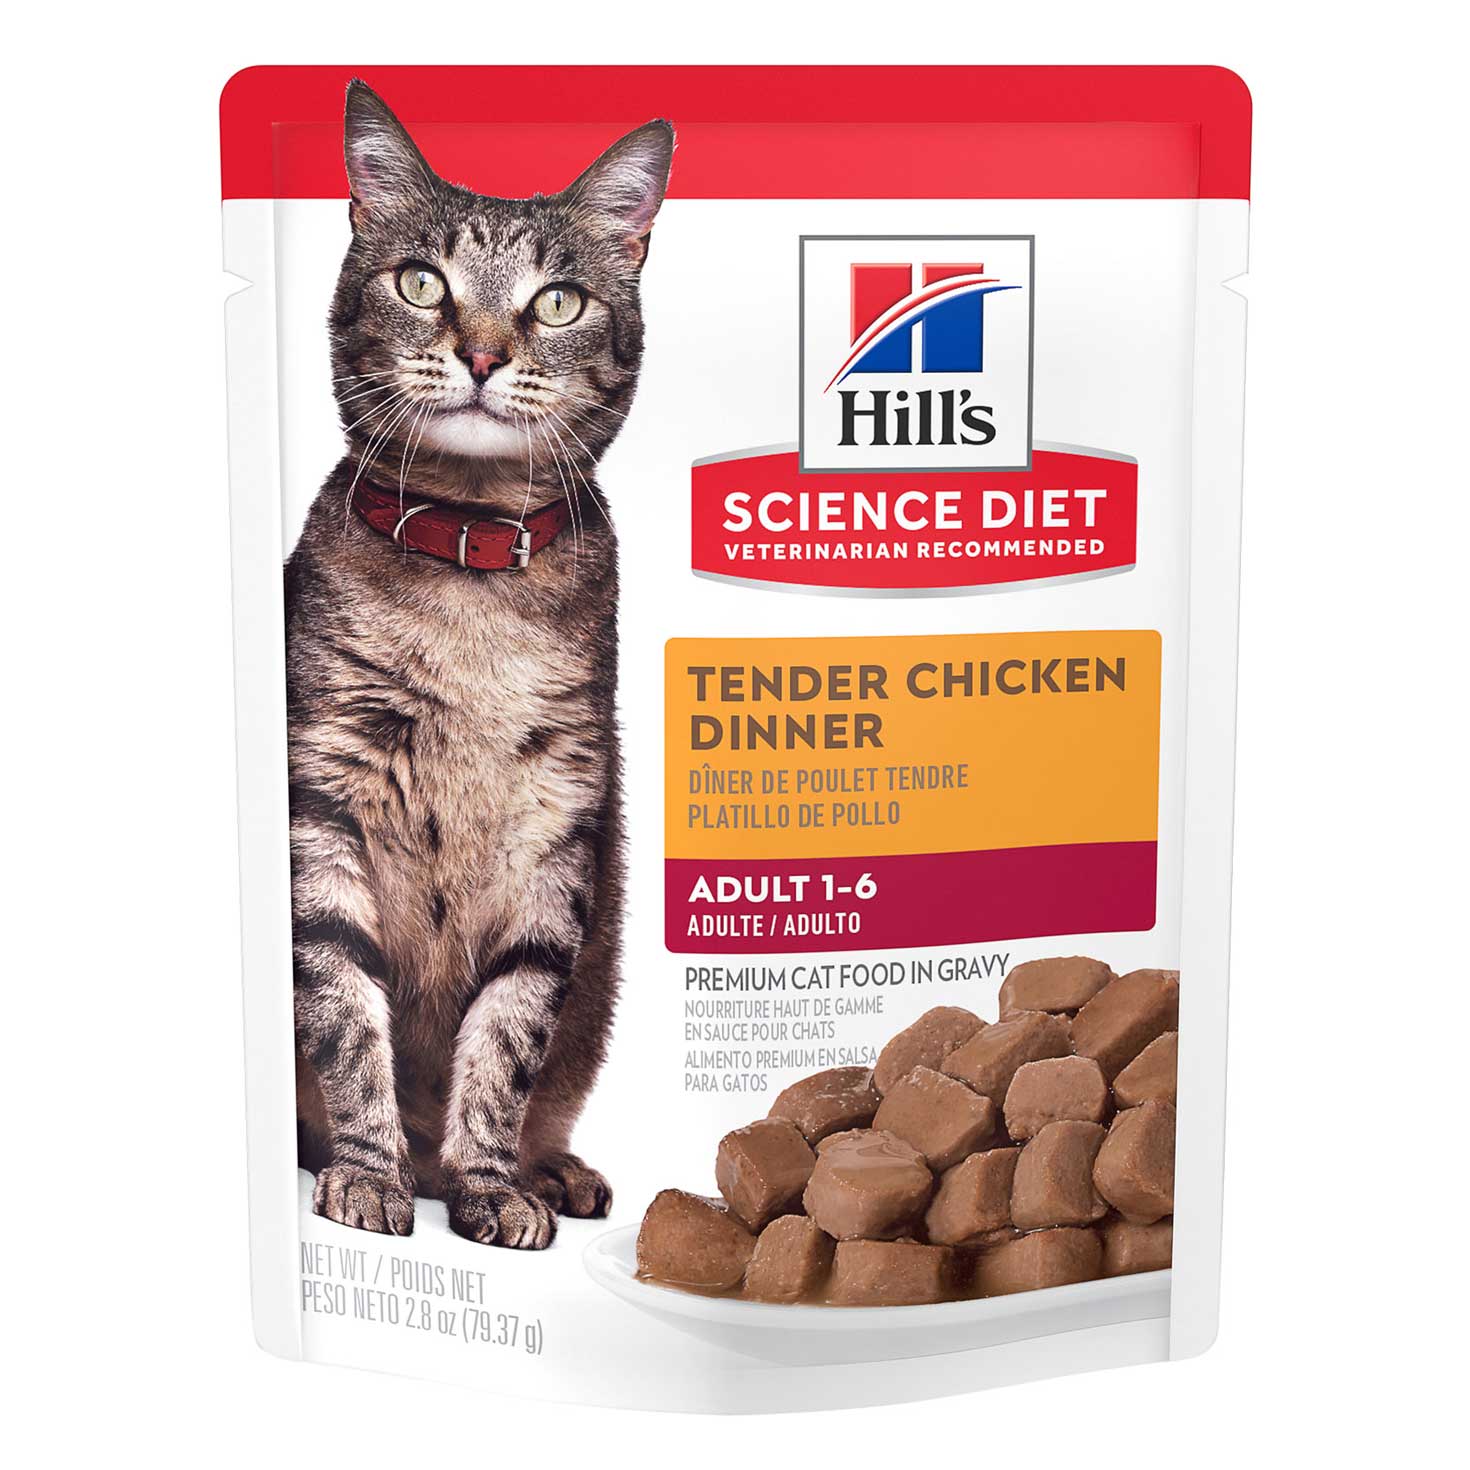 Hill's
SCIENCE DIET
VETERINARIAN RECOMMENDED
TENDER CHICKEN
DINNER
DÎNER DE POULET TENDRE
PLATILLO DE POLLO
ADULT 1-6
ADULTE / ADULTO
PREMIUM CAT FOOD IN GRAVY
NOURRITURE HAUT DE GAMME
EN SAUCE POUR CHATS
ALIMENTO PREMIUM EN SALSA
PARA GATOS
NET WT / POIDS NET
PESO NETO 2.8 oz (79.37 g)